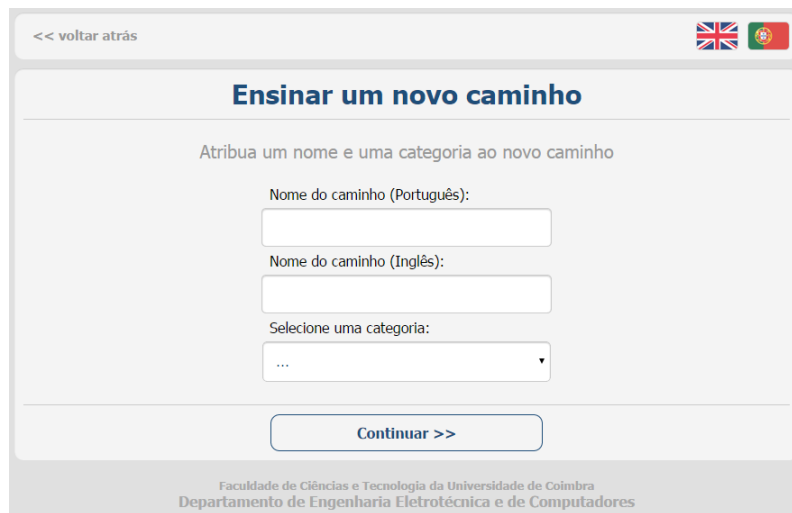 << voltar atrás
Ensinar um novo caminho
Atribua um nome e uma categoria ao novo caminho
Nome do caminho (Português):
Nome do caminho (Inglês):
Selecione uma categoria:
...
Continuar >>
Faculdade de Ciências e Tecnologia da Universidade de Coimbra
Departamento de Engenharia Eletrotécnica e de Computadores